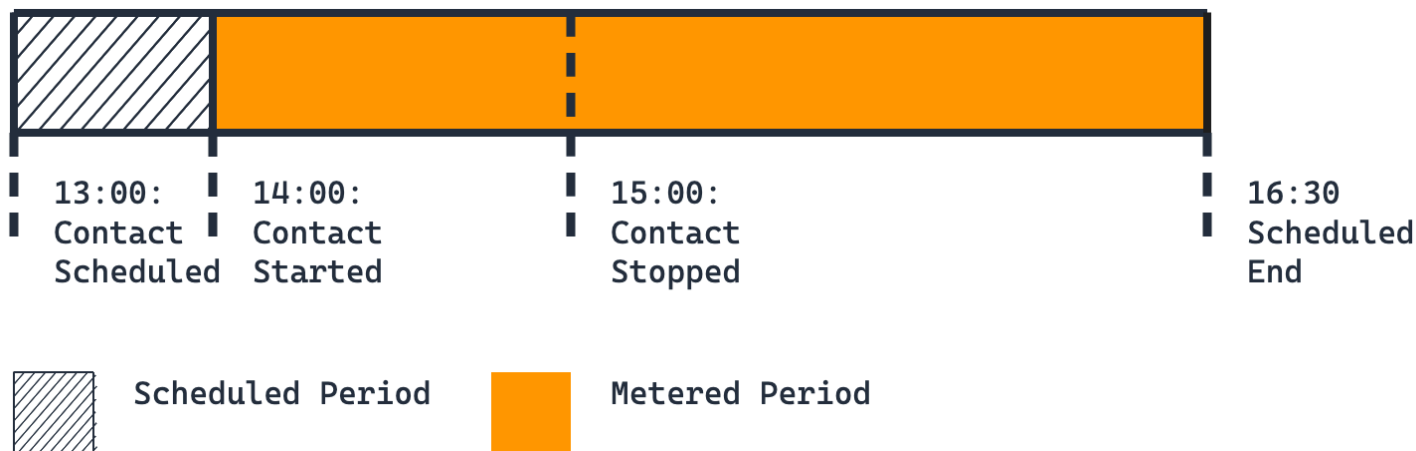 13:00:
Contact
Scheduled
14:00:
Contact
Started
15:00:
Contact
Stopped
16:30
Scheduled
End
Scheduled Period
Metered Period